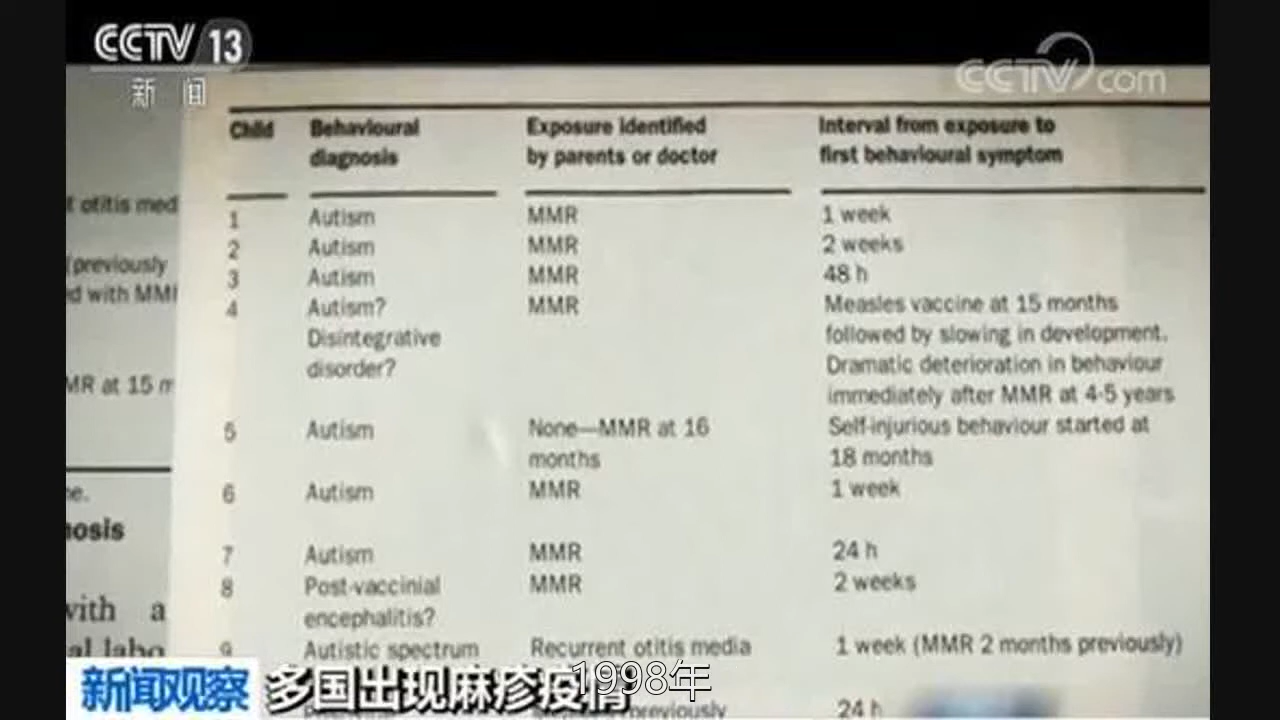 CCTV 13
新闻
CCTV.com
Child Behavioural diagnosis Exposure identified by parents or doctor Interval from exposure to first behavioural symptom
t otitis med
(previously
d with MM
MR at 15 m
e.
nosis
with a
al labo
1 Autism MMR 1 week
2 Autism MMR 2 weeks
3 Autism MMR 48 h
4 Autism? MMR Measles vaccine at 15 months
Disintegrative followed by slowing in development.
disorder? Dramatic deterioration in behaviour
immediately after MMR at 4·5 years
5 Autism None—MMR at 16 Self-injurious behaviour started at
months 18 months
6 Autism MMR 1 week
7 Autism MMR 24 h
8 Post-vaccinial MMR 2 weeks
encephalitis?
9 Autistic spectrum Recurrent otitis media 1 week (MMR 2 months previously)
previously 24 h
新闻观察 多国出现麻疹疫情
1998年